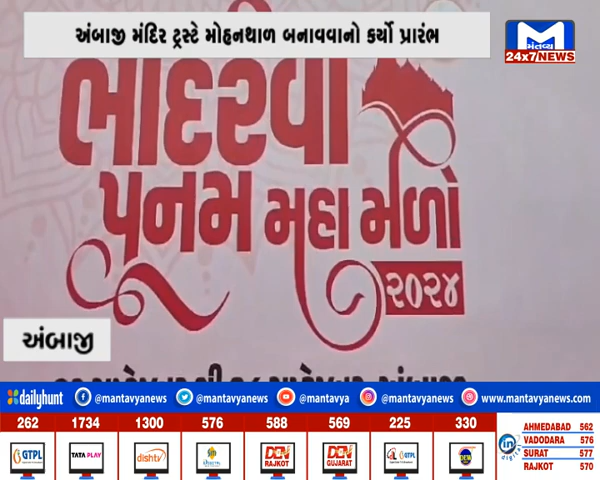 અંબાજી મંદિર ટ્રસ્ટે મોહનથાળ બનાવવાનો કર્યો પ્રારંભ
મંતવ્ય
24x7NEWS
ભાદરવી
પૂનમ મહા મેળો
૨૦૨૪
અંબાજી
dailyhunt @mantavyanews @mantavya @mantavyanews @mantavyanews www.mantavyanews.com
262 1734 1300 576 588 569 225 330
GTPL TATA PLAY dishtv DEN RAJKOT DEN GUJARAT GTPL
in digital
AHMEDABAD 562
VADODARA 576
SURAT 577
RAJKOT 570